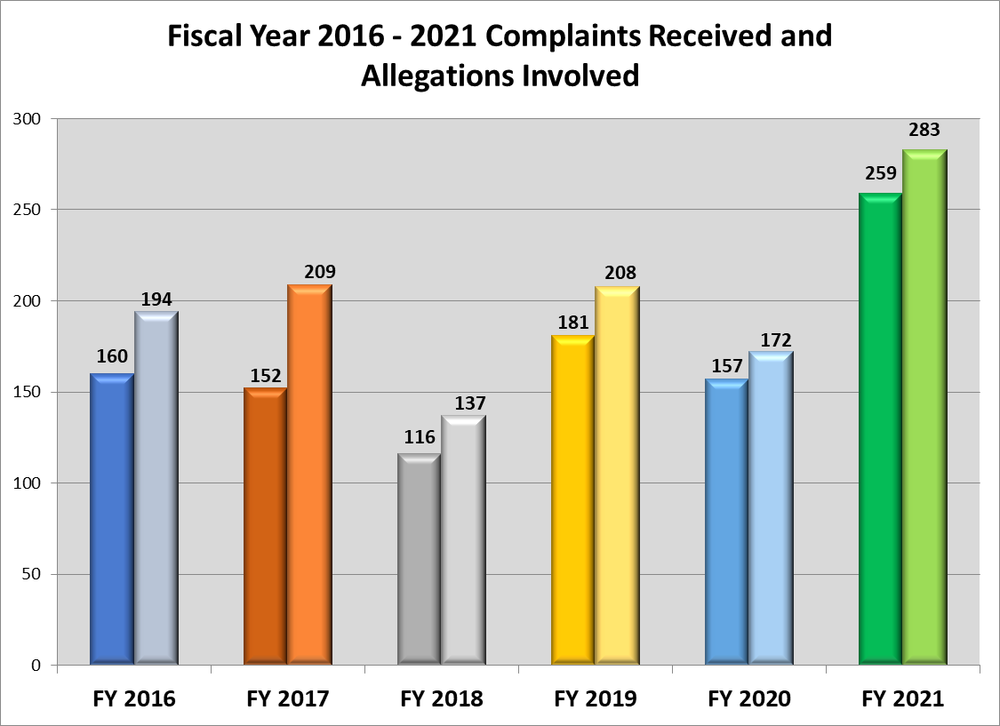 Fiscal Year 2016 - 2021 Complaints Received and
Allegations Involved
300
250
200
150
100
50
0
160
194
152
209
116
137
181
208
157
172
259
283
FY 2016
FY 2017
FY 2018
FY 2019
FY 2020
FY 2021